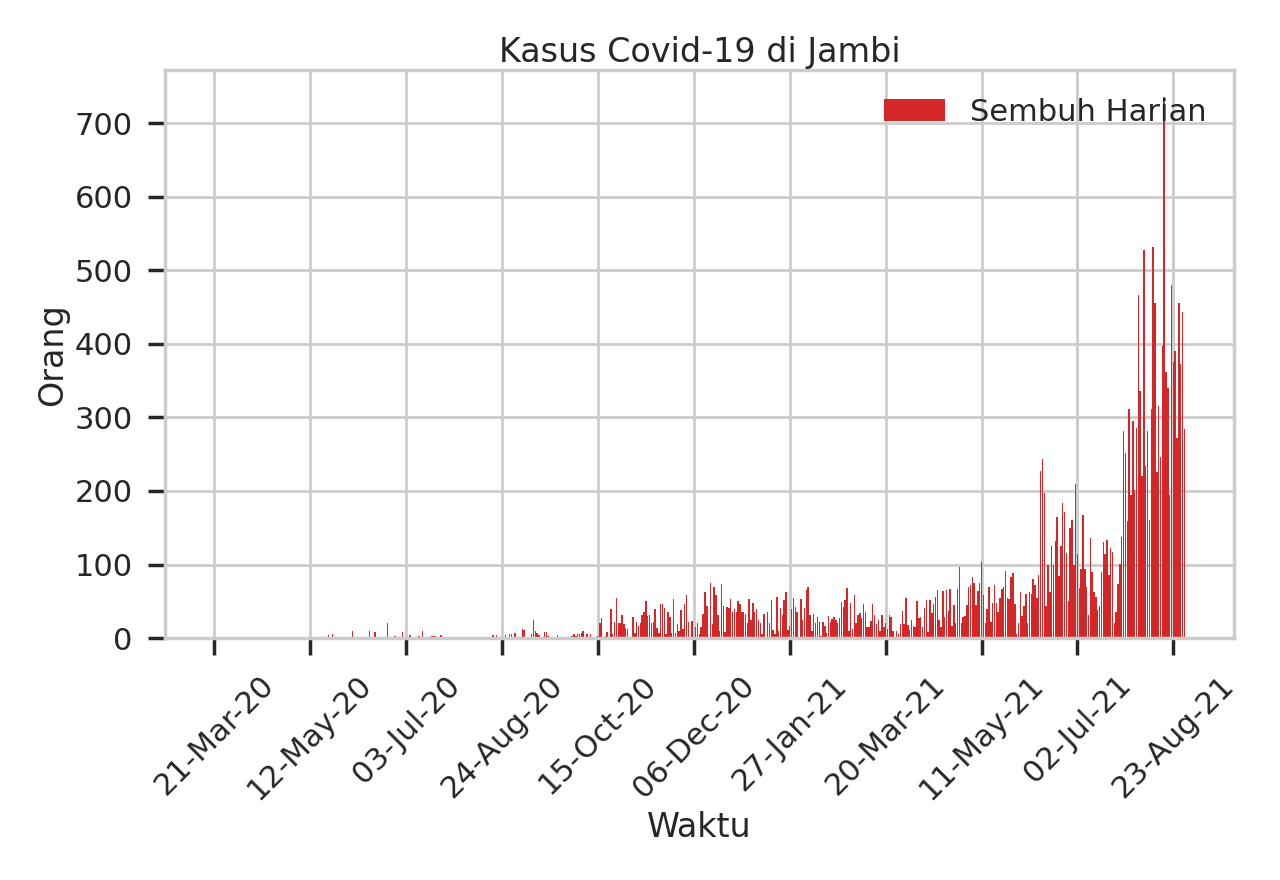 Kasus Covid-19 di Jambi
Sembuh Harian
700
600
500
400
300
200
100
0
Orang
21-Mar-20
12-May-20
03-Jul-20
24-Aug-20
15-Oct-20
06-Dec-20
27-Jan-21
20-Mar-21
11-May-21
02-Jul-21
23-Aug-21
Waktu